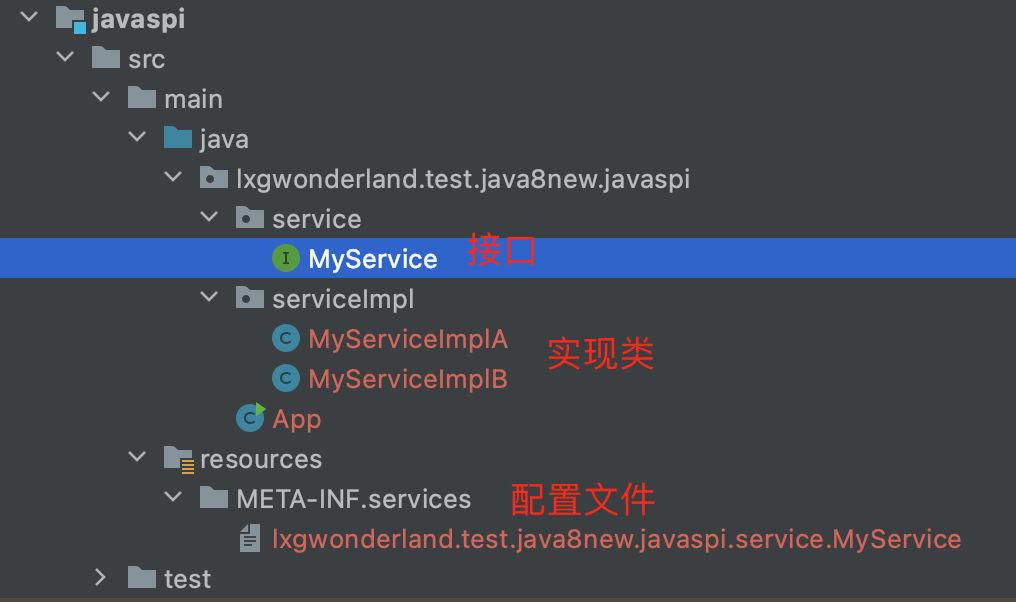 javaspi
src
main
java
lxgwonderland.test.java8new.javaspi
service
I MyService 接口
serviceImpl
C MyServiceImplA
实现类
C MyServiceImplB
C App
resources
META-INF.services 配置文件
lxgwonderland.test.java8new.javaspi.service.MyService
test